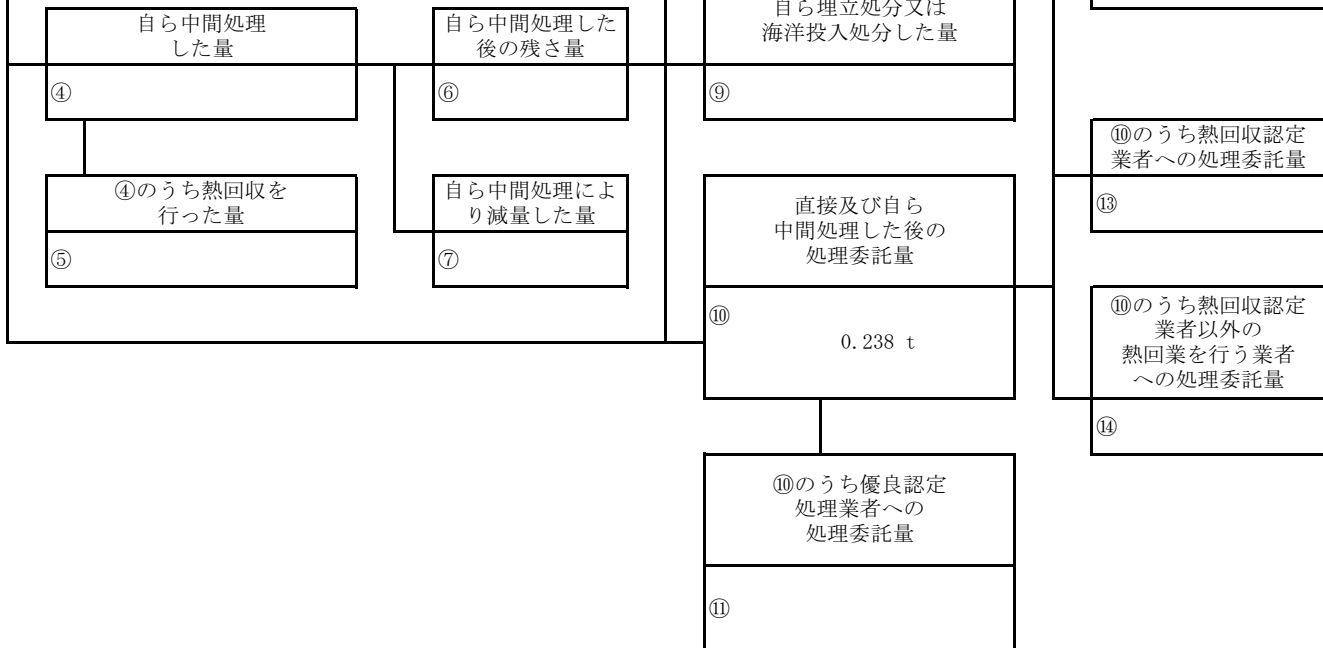 自ら中間処理
した量
④
自ら中間処理した
後の残さ量
⑥
自ら埋立処分又は
海洋投入処分した量
⑨
④のうち熱回収を
行った量
⑤
自ら中間処理によ
り減量した量
⑦
直接及び自ら
中間処理した後の
処理委託量
⑩
0.238 t
⑩のうち熱回収認定
業者への処理委託量
⑬
⑩のうち熱回収認定
業者以外の
熱回業を行う業者
への処理委託量
⑭
⑩のうち優良認定
処理業者への
処理委託量
⑪